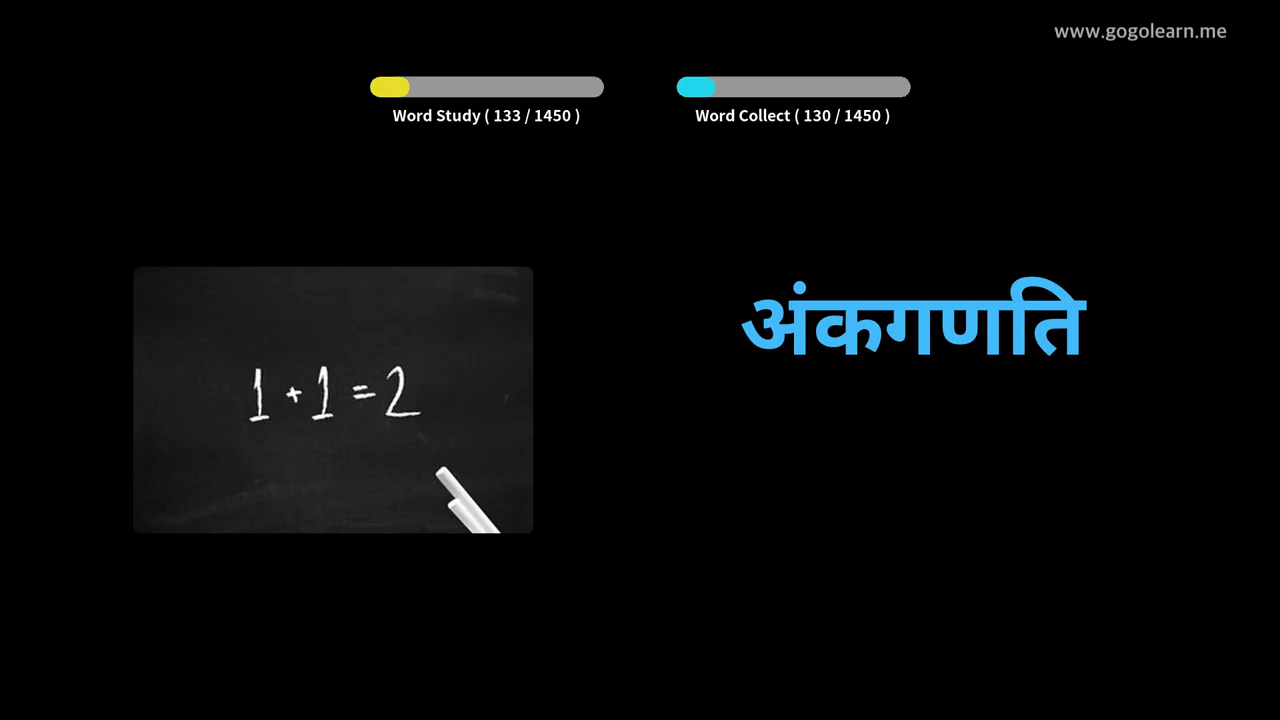 www.gogolearn.me
Word Study ( 133 / 1450 )
Word Collect ( 130 / 1450 )
अंकगणति
1 + 1 = 2